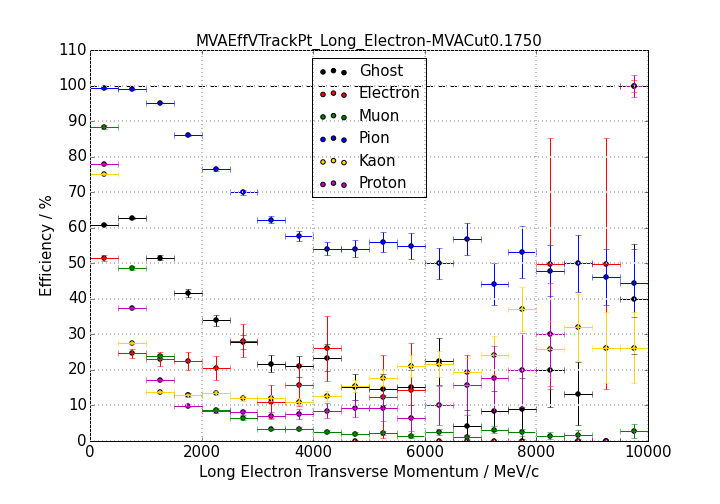 MVAEffVTrackPt_Long_Electron-MVACut0.1750
110
100
90
80
70
60
50
40
30
20
10
0
Efficiency / %
Ghost
Electron
Muon
Pion
Kaon
Proton
0 2000 4000 6000 8000 10000
Long Electron Transverse Momentum / MeV/c